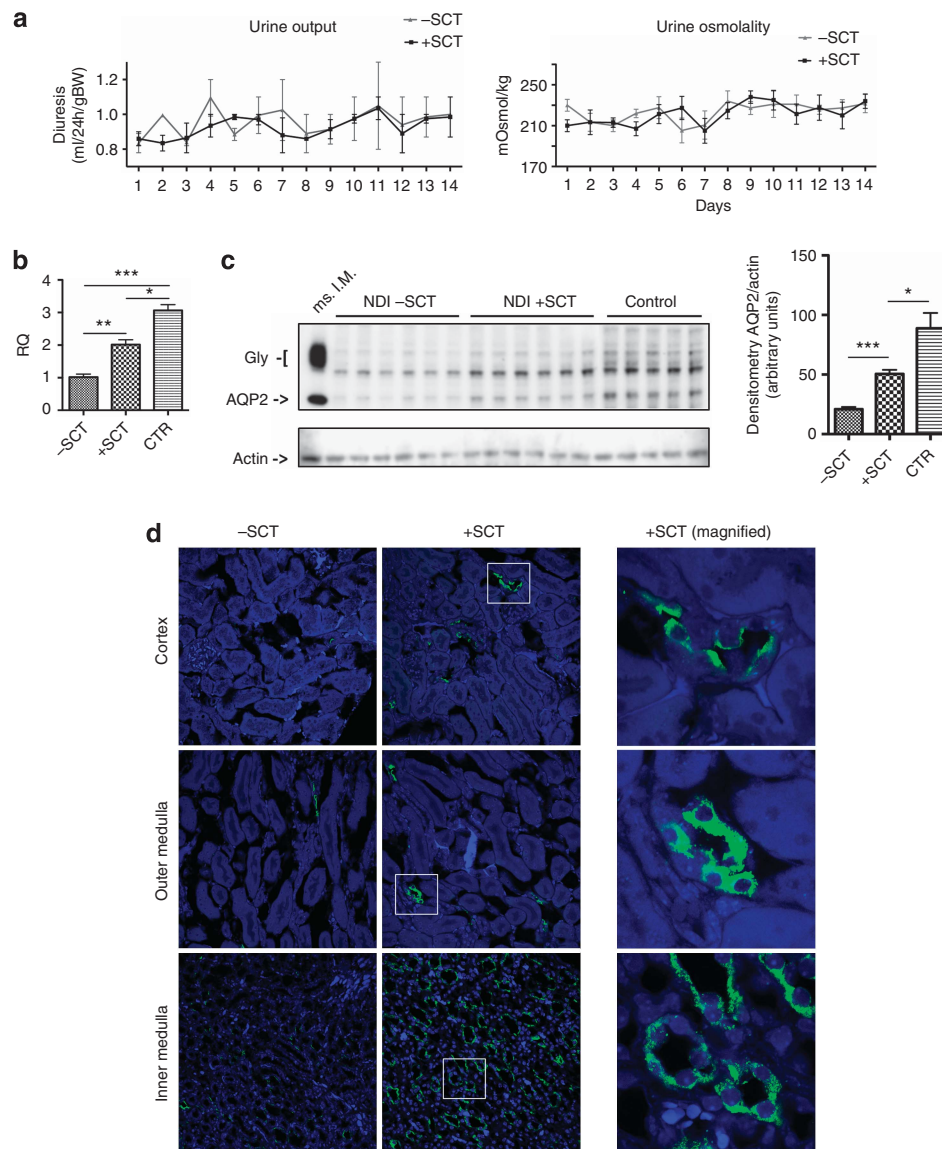 a
Urine output
–SCT
+SCT
Diuresis
(ml/24h/gBW)
1.2
1.0
0.8
1 2 3 4 5 6 7 8 9 10 11 12 13 14
Urine osmolality
–SCT
+SCT
mOsmol/kg
250
210
170
1 2 3 4 5 6 7 8 9 10 11 12 13 14
Days
b
RQ
4
3
2
1
0
***
*
**
–SCT
+SCT
CTR
c
ms. I.M.
NDI –SCT
NDI +SCT
Control
Gly -[
AQP2 ->
Actin ->
Densitometry AQP2/actin
(arbitrary units)
100
50
0
*
***
–SCT
+SCT
CTR
d
–SCT
+SCT
+SCT (magnified)
Cortex
Outer medulla
Inner medulla